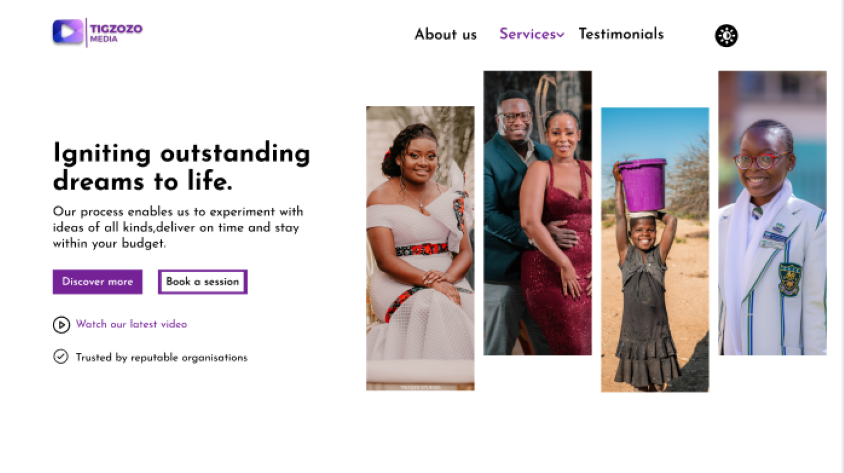 TIGZOZO
MEDIA
About us Services Testimonials
Igniting outstanding
dreams to life.
Our process enables us to experiment with
ideas of all kinds,deliver on time and stay
within your budget.
Discover more Book a session
Watch our latest video
Trusted by reputable organisations